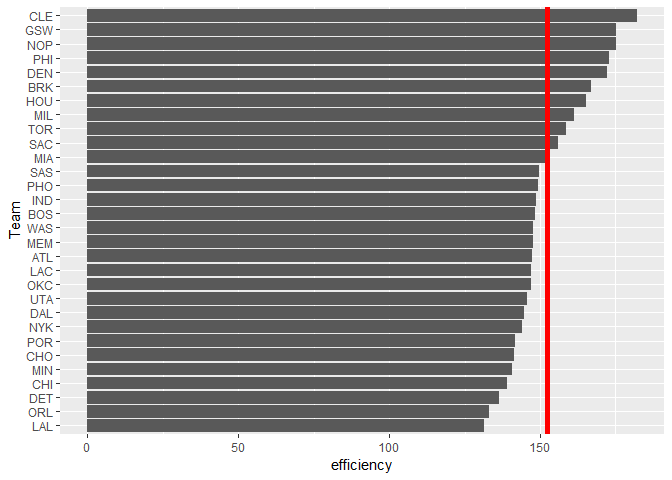 CLE
GSW
NOP
PHI
DEN
BRK
HOU
MIL
TOR
SAC
MIA
SAS
PHO
IND
BOS
WAS
MEM
ATL
LAC
OKC
UTA
DAL
NYK
POR
CHO
MIN
CHI
DET
ORL
LAL
Team
0 50 100 150
efficiency